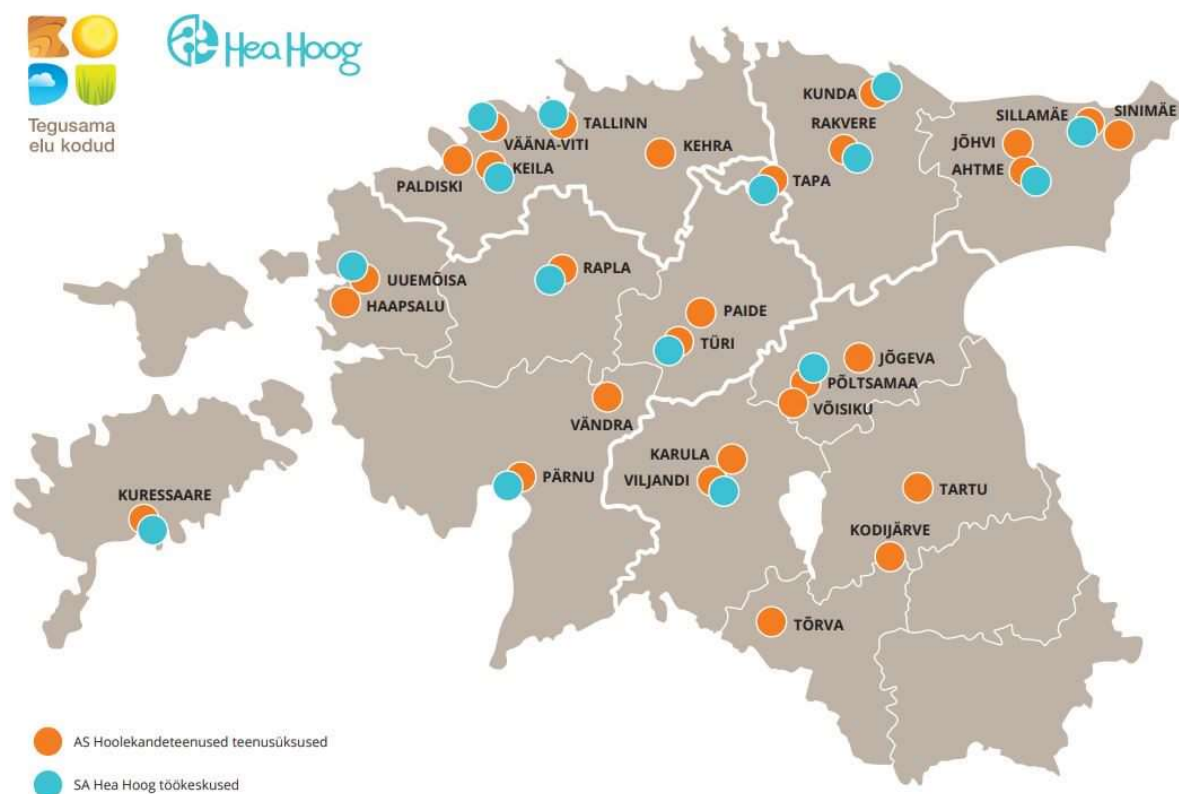 KODU
Hea Hoog
Tegusama
elu kodud
KUNDA
SILLAMÄE
SINIMÄE
TALLINN
RAKVERE
JÕHVI
VÄÄNA-VITI
KEHRA
AHTME
KEILA
PALDISKI
TAPA
RAPLA
UUEMÕISA
HAAPSALU
PAIDE
TÜRI
JÕGEVA
PÕLTSAMAA
VÕISIKU
VÄNDRA
KARULA
PÄRNU
VILJANDI
TARTU
KURESSAARE
KODIJÄRVE
TÕRVA
AS Hoolekandeteenused teenusüksused
SA Hea Hoog töökeskused